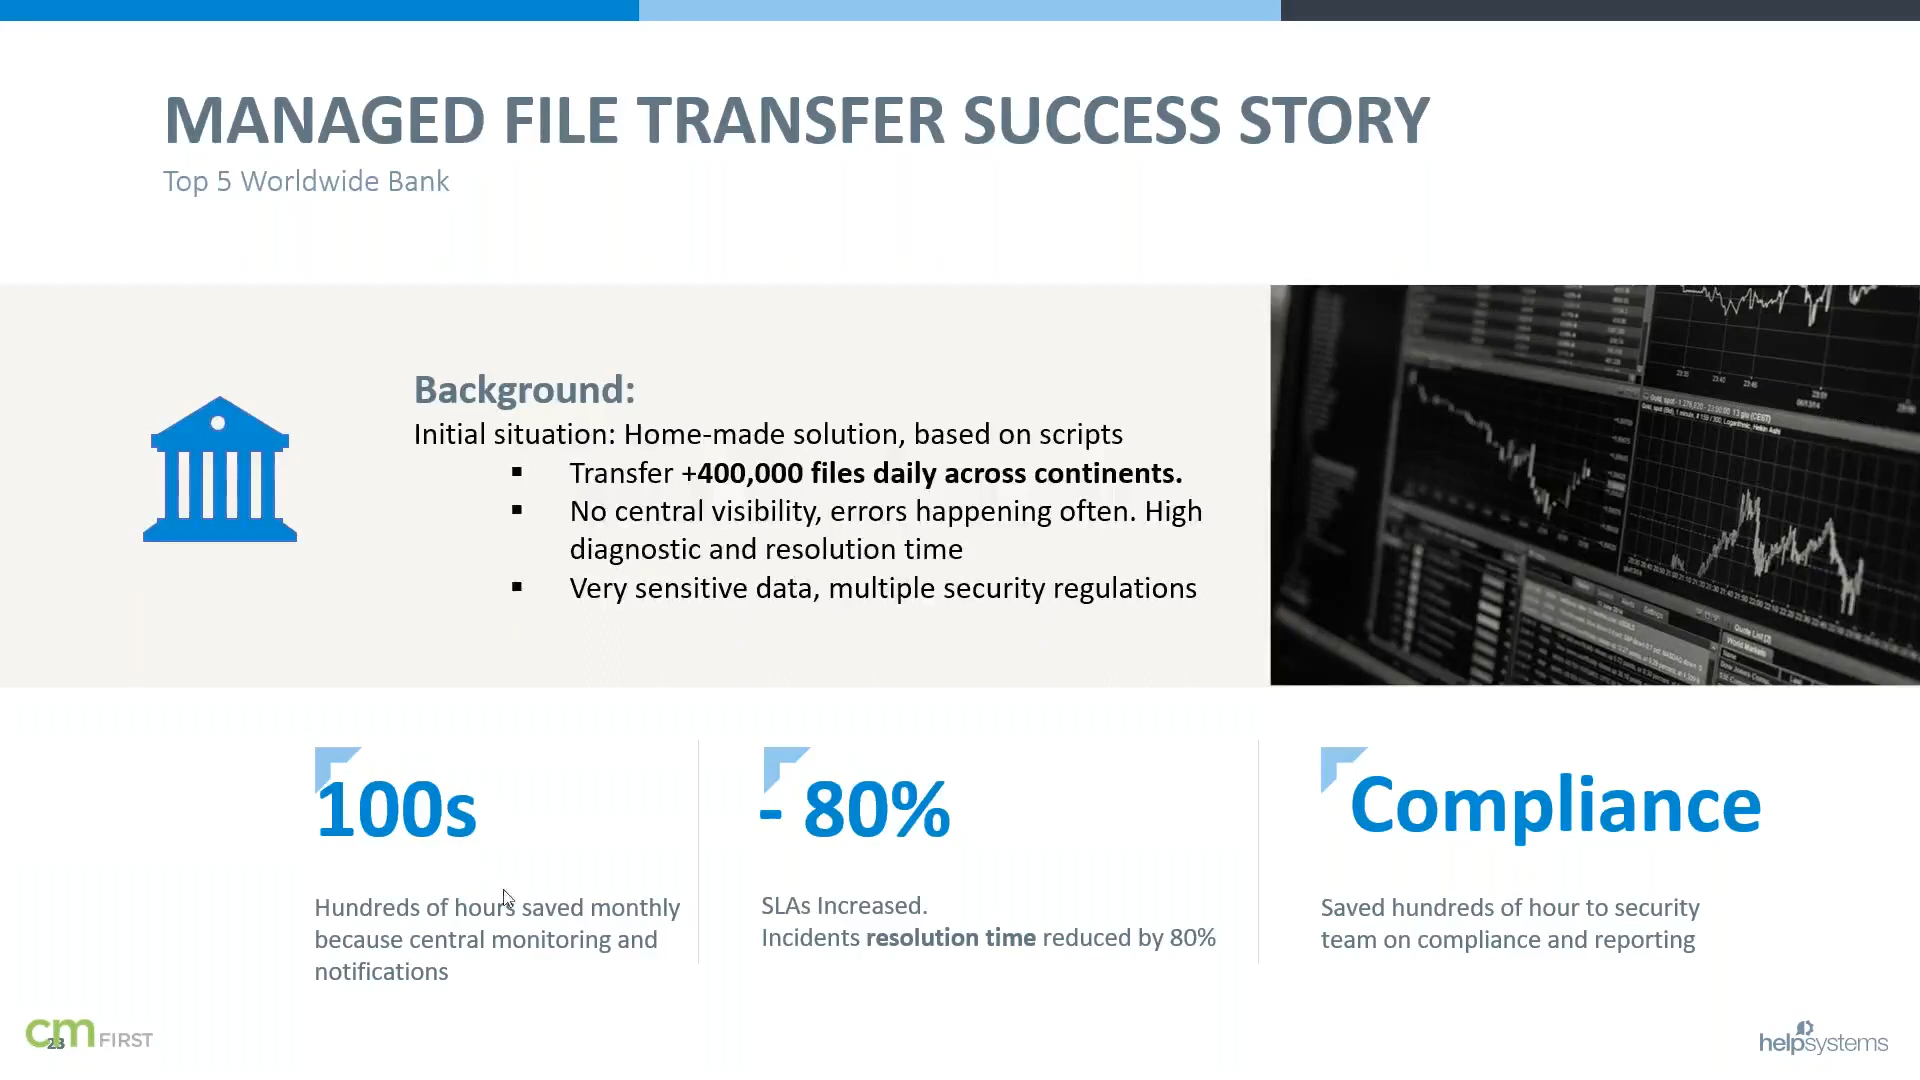 MANAGED FILE TRANSFER SUCCESS STORY
Top 5 Worldwide Bank
Background:
Initial situation: Home-made solution, based on scripts
▪ Transfer +400,000 files daily across continents.
▪ No central visibility, errors happening often. High
diagnostic and resolution time
▪ Very sensitive data, multiple security regulations
100s
Hundreds of hours saved monthly
because central monitoring and
notifications
- 80%
SLAs Increased.
Incidents resolution time reduced by 80%
Compliance
Saved hundreds of hour to security
team on compliance and reporting
cm FIRST
23
helpsystems